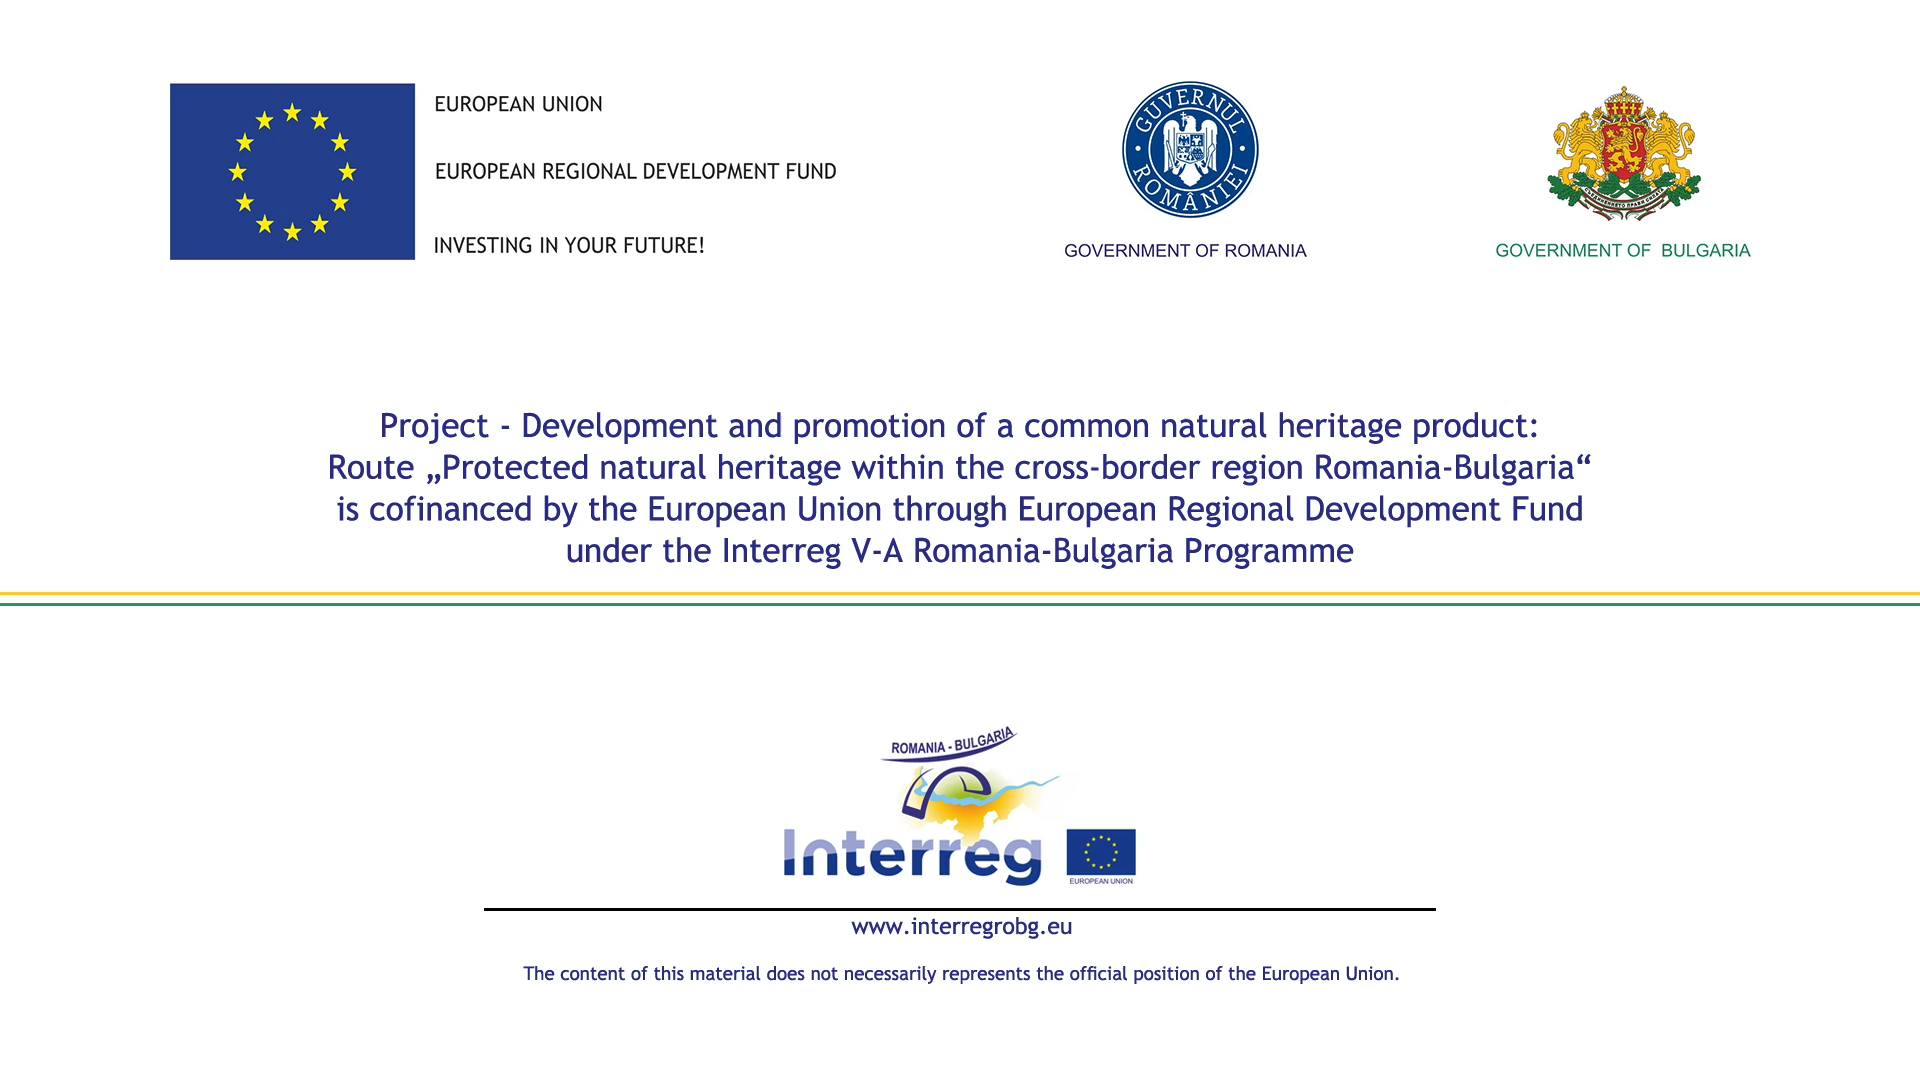 EUROPEAN UNION
EUROPEAN REGIONAL DEVELOPMENT FUND
INVESTING IN YOUR FUTURE!
GUVERNUL ROMÂNIEI
GOVERNMENT OF ROMANIA
СЪЕДИНЕНИЕТО ПРАВИ СИЛАТА
GOVERNMENT OF BULGARIA
Project - Development and promotion of a common natural heritage product:
Route „Protected natural heritage within the cross-border region Romania-Bulgaria“
is cofinanced by the European Union through European Regional Development Fund
under the Interreg V-A Romania-Bulgaria Programme
ROMANIA - BULGARIA
Interreg
EUROPEAN UNION
www.interregrobg.eu
The content of this material does not necessarily represents the official position of the European Union.